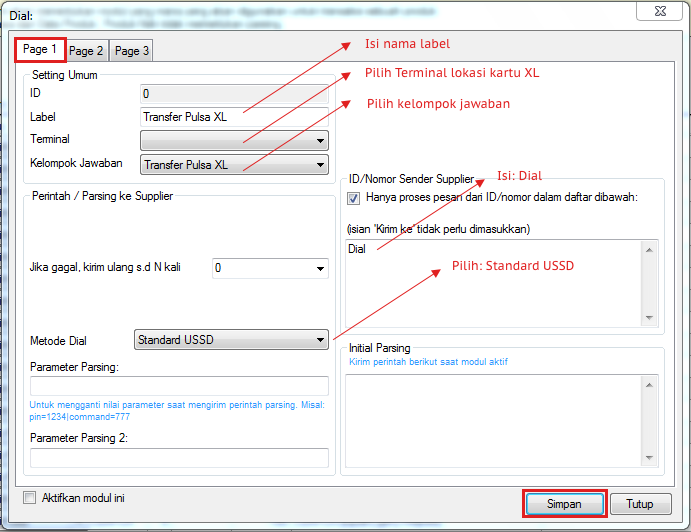 Dial:
Page 1
Page 2
Page 3
Isi nama label
Setting Umum
Pilih Terminal lokasi kartu XL
ID
0
Pilih kelompok jawaban
Label
Transfer Pulsa XL
Terminal
Kelompok Jawaban
Transfer Pulsa XL
ID/Nomor Sender Supplier
Isi: Dial
Hanya proses pesan dari ID/nomor dalam daftar dibawah:
(isian 'Kirim ke' tidak perlu dimasukkan)
Dial
Perintah / Parsing ke Supplier
Jika gagal, kirim ulang s.d N kali
0
Pilih: Standard USSD
Metode Dial
Standard USSD
Initial Parsing
Kirim perintah berikut saat modul aktif
Parameter Parsing:
Untuk mengganti nilai parameter saat mengirim perintah parsing. Misal:
pin=1234|command=777
Parameter Parsing 2:
Aktifkan modul ini
Simpan
Tutup